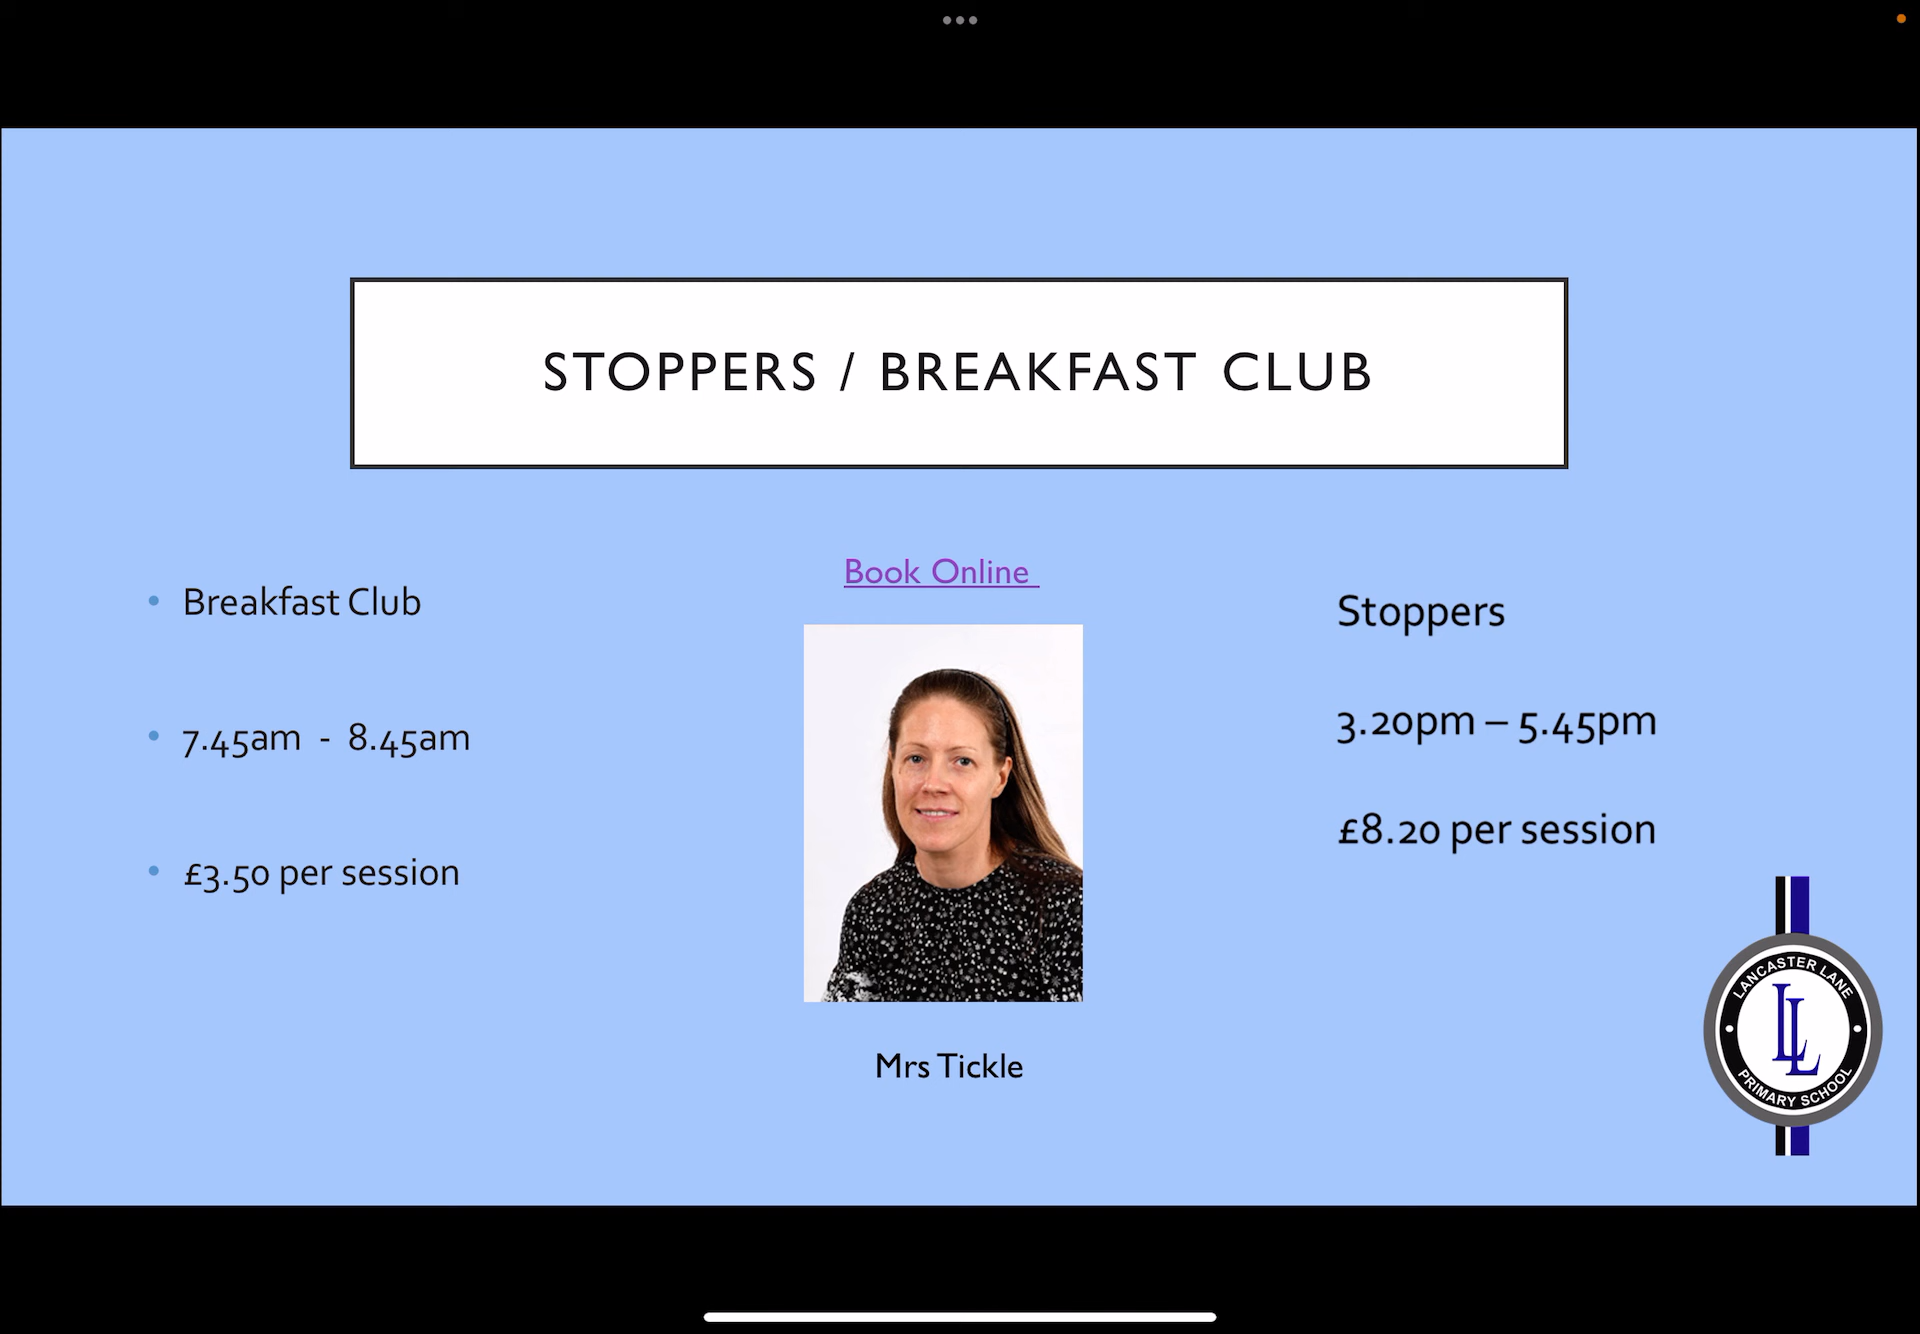 STOPPERS / BREAKFAST CLUB
Book Online
Breakfast Club
7.45am - 8.45am
£3.50 per session
Stoppers
3.20pm – 5.45pm
£8.20 per session
Mrs Tickle
LANCASTER LANE
LL
PRIMARY SCHOOL